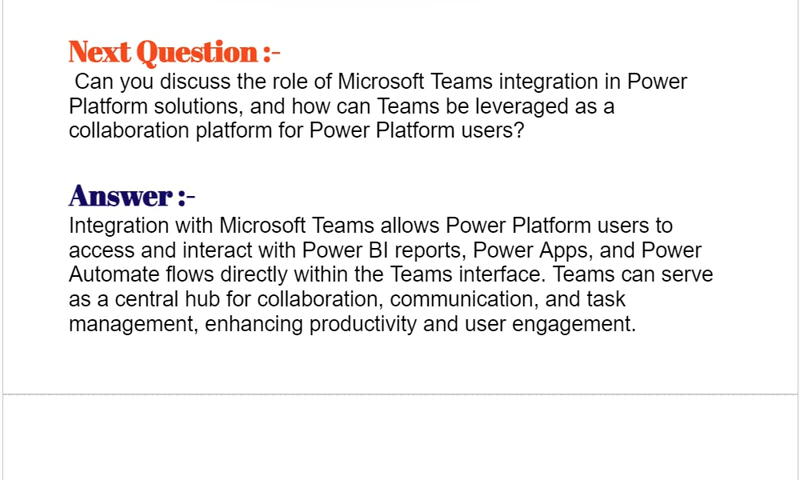 Next Question :-
Can you discuss the role of Microsoft Teams integration in Power
Platform solutions, and how can Teams be leveraged as a
collaboration platform for Power Platform users?
Answer :-
Integration with Microsoft Teams allows Power Platform users to
access and interact with Power BI reports, Power Apps, and Power
Automate flows directly within the Teams interface. Teams can serve
as a central hub for collaboration, communication, and task
management, enhancing productivity and user engagement.